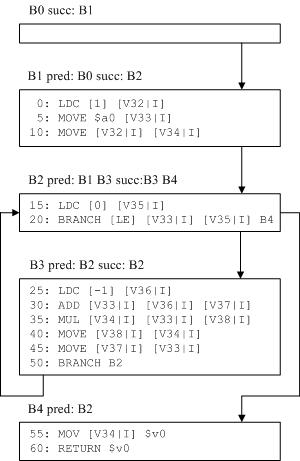 B0 succ: B1
B1 pred: B0 succ: B2
0: LDC [1] [V32|I]
5: MOVE $a0 [V33|I]
10: MOVE [V32|I] [V34|I]
B2 pred: B1 B3 succ:B3 B4
15: LDC [0] [V35|I]
20: BRANCH [LE] [V33|I] [V35|I] B4
B3 pred: B2 succ: B2
25: LDC [-1] [V36|I]
30: ADD [V33|I] [V36|I] [V37|I]
35: MUL [V34|I] [V33|I] [V38|I]
40: MOVE [V38|I] [V34|I]
45: MOVE [V37|I] [V33|I]
50: BRANCH B2
B4 pred: B2
55: MOV [V34|I] $v0
60: RETURN $v0